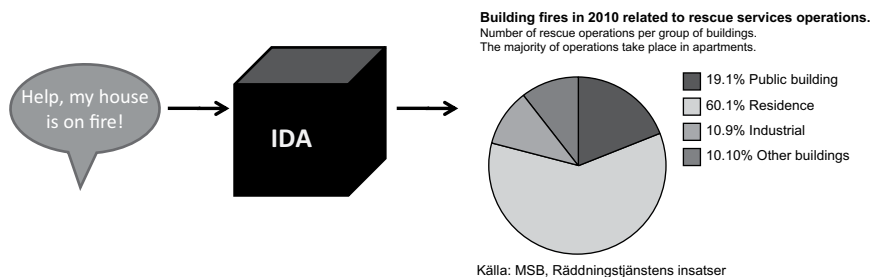 Building fires in 2010 related to rescue services operations.
Number of rescue operations per group of buildings.
The majority of operations take place in apartments.
Help, my house
is on fire!
IDA
19.1% Public building
60.1% Residence
10.9% Industrial
10.10% Other buildings
Källa: MSB, Räddningstjänstens insatser